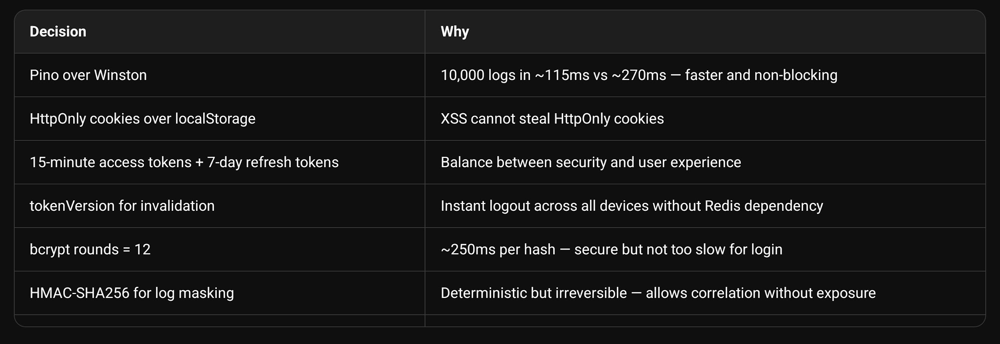 Decision
Why
Pino over Winston
10,000 logs in ~115ms vs ~270ms — faster and non-blocking
HttpOnly cookies over localStorage
XSS cannot steal HttpOnly cookies
15-minute access tokens + 7-day refresh tokens
Balance between security and user experience
tokenVersion for invalidation
Instant logout across all devices without Redis dependency
bcrypt rounds = 12
~250ms per hash — secure but not too slow for login
HMAC-SHA256 for log masking
Deterministic but irreversible — allows correlation without exposure